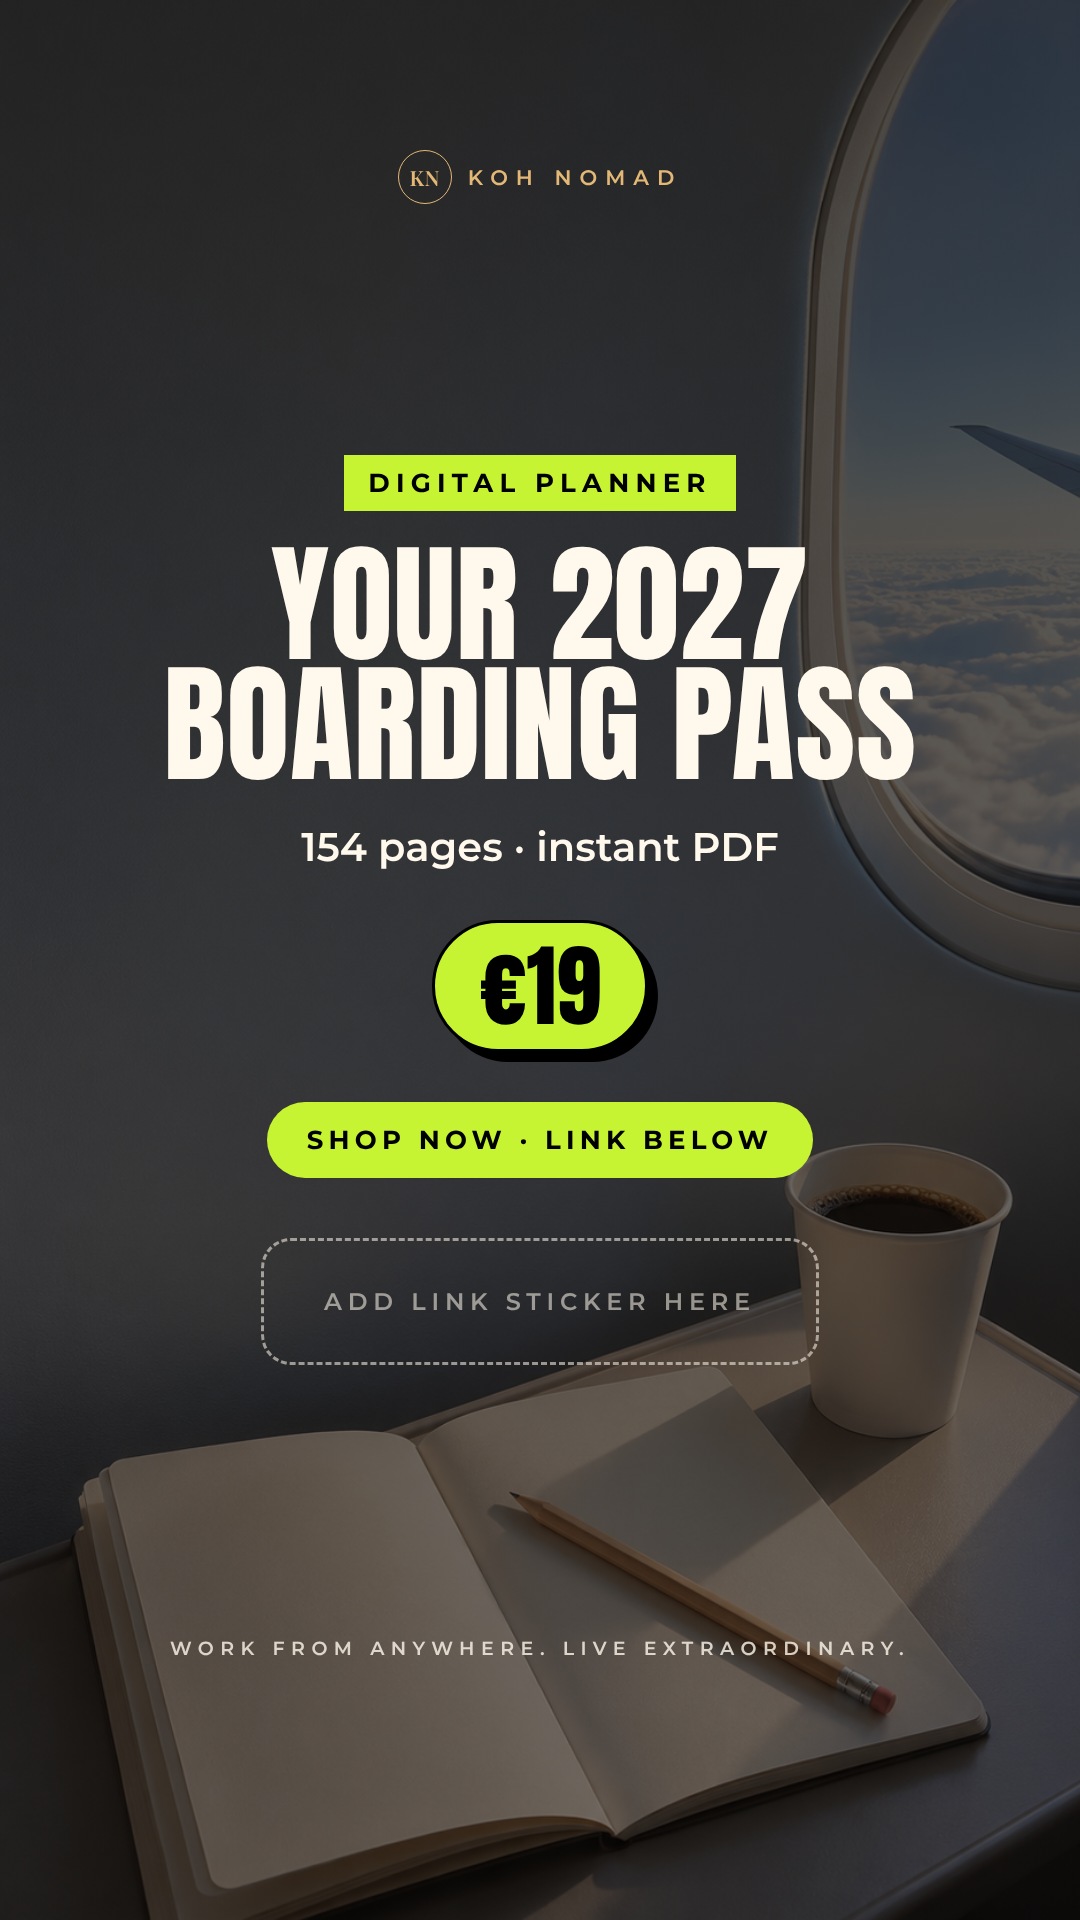 KN KOH NOMAD
DIGITAL PLANNER
YOUR 2027
BOARDING PASS
154 pages · instant PDF
€19
SHOP NOW · LINK BELOW
ADD LINK STICKER HERE
WORK FROM ANYWHERE. LIVE EXTRAORDINARY.